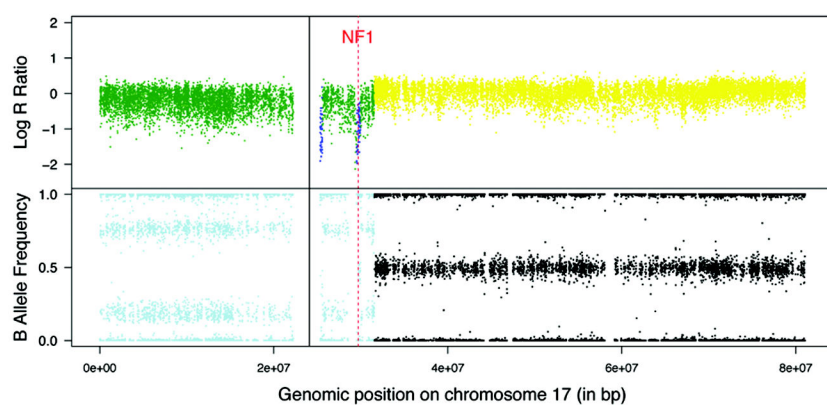 2
1
0
−1
−2
Log R Ratio
NF1
1.0
0.5
0.0
B Allele Frequency
0e+00
2e+07
4e+07
6e+07
8e+07
Genomic position on chromosome 17 (in bp)